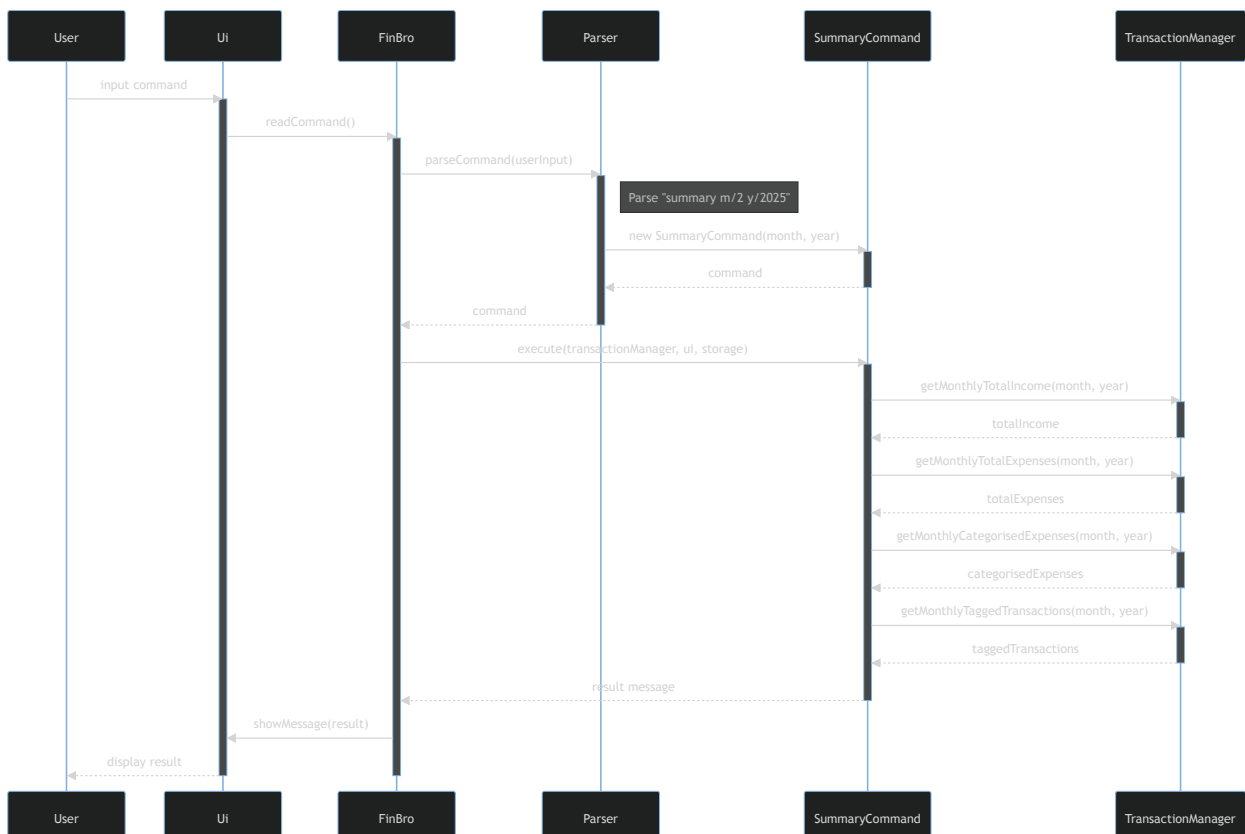 User
Ui
FinBro
Parser
SummaryCommand
TransactionManager
input command
readCommand()
parseCommand(userInput)
Parse "summary m/2 y/2025"
new SummaryCommand(month, year)
command
command
execute(transactionManager, ui, storage)
getMonthlyTotalIncome(month, year)
totalIncome
getMonthlyTotalExpenses(month, year)
totalExpenses
getMonthlyCategorisedExpenses(month, year)
categorisedExpenses
getMonthlyTaggedTransactions(month, year)
taggedTransactions
result message
showMessage(result)
display result
User
Ui
FinBro
Parser
SummaryCommand
TransactionManager